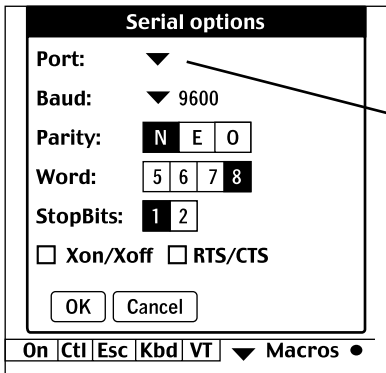 Serial options
Port:
Baud: 9600
Parity: N E O
Word: 5 6 7 8
StopBits: 1 2
Xon/Xoff RTS/CTS
OK Cancel
On Ctl Esc Kbd VT Macros